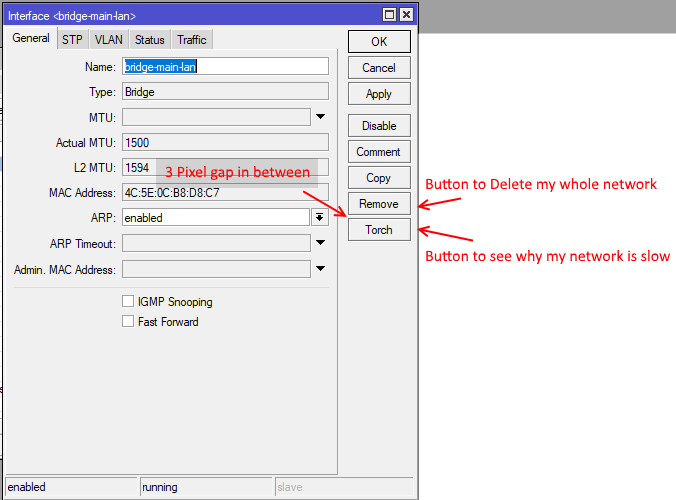 Interface <bridge-main-lan>
General STP VLAN Status Traffic
OK
Name: bridge-main-lan
Cancel
Type: Bridge
Apply
MTU:
Disable
Actual MTU: 1500
Comment
L2 MTU: 1594
3 Pixel gap in between
Copy
Button to Delete my whole network
MAC Address: 4C:5E:0C:B8:D8:C7
Remove
ARP: enabled
Torch
ARP Timeout:
Button to see why my network is slow
Admin. MAC Address:
IGMP Snooping
Fast Forward
enabled running slave